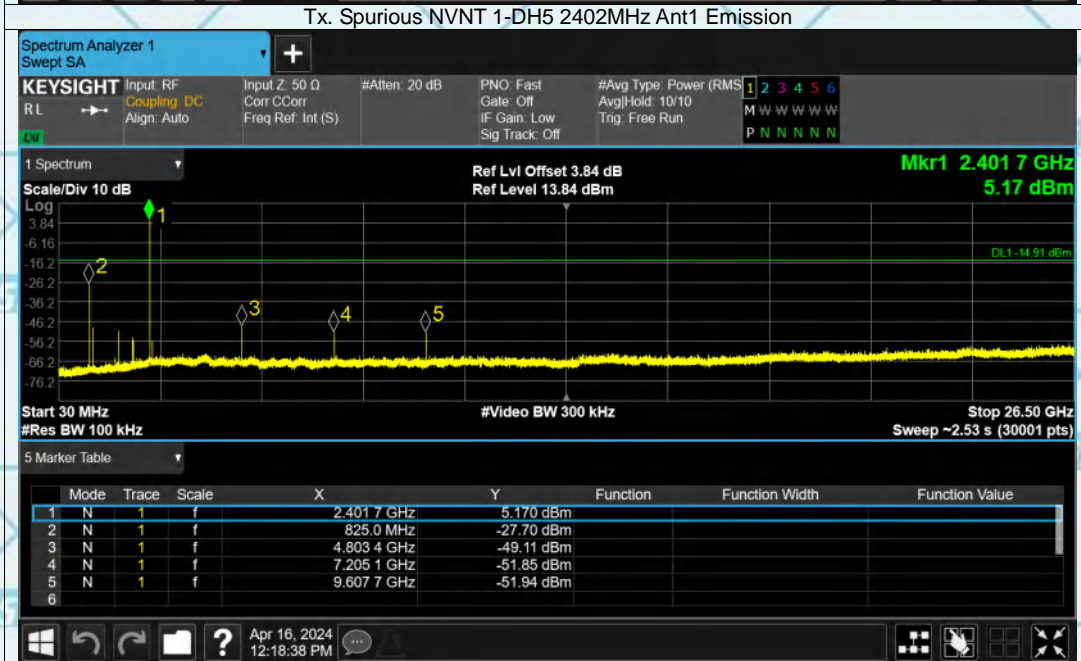 Tx. Spurious NVNT 1-DH5 2402MHz Ant1 Emission
Spectrum Analyzer 1
Swept SA
+
KEYSIGHT Input: RF Input Z: 50 Ω #Atten: 20 dB PNO: Fast #Avg Type: Power (RMS 1 2 3 4 5 6
RL Coupling: DC Corr CCorr Gate: Off Avg|Hold: 10/10 M W W W W W
Align: Auto Freq Ref: Int (S) IF Gain: Low Trig: Free Run
LXI Sig Track: Off P N N N N N
1 Spectrum Ref Lvl Offset 3.84 dB Mkr1 2.401 7 GHz
Scale/Div 10 dB Ref Level 13.84 dBm 5.17 dBm
Log
1
3.84
-6.16
DL1 -14.91 dBm
-16.2
2
-26.2
-36.2
3 4 5
-46.2
-56.2
-66.2
-76.2
Start 30 MHz #Video BW 300 kHz Stop 26.50 GHz
#Res BW 100 kHz Sweep ~2.53 s (30001 pts)
5 Marker Table
Mode Trace Scale X Y Function Function Width Function Value
1 N 1 f 2.401 7 GHz 5.170 dBm
2 N 1 f 825.0 MHz -27.70 dBm
3 N 1 f 4.803 4 GHz -49.11 dBm
4 N 1 f 7.205 1 GHz -51.85 dBm
5 N 1 f 9.607 7 GHz -51.94 dBm
6
? Apr 16, 2024
12:18:38 PM